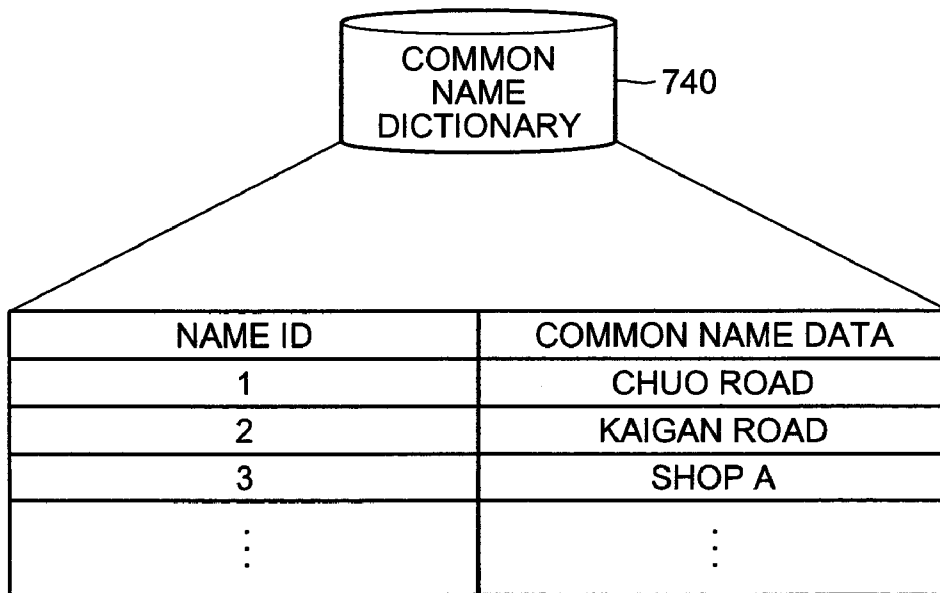 COMMON
NAME
DICTIONARY
740
NAME ID COMMON NAME DATA
1 CHUO ROAD
2 KAIGAN ROAD
3 SHOP A
⋮ ⋮